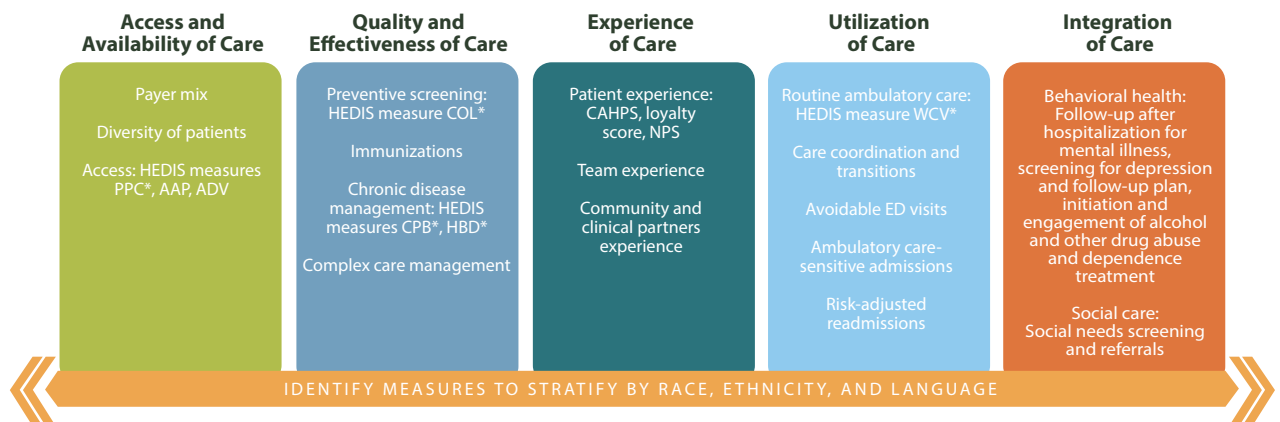 Access and
Availability of Care
Payer mix
Diversity of patients
Access: HEDIS measures
PPC*, AAP, ADV
Quality and
Effectiveness of Care
Preventive screening:
HEDIS measure COL*
Immunizations
Chronic disease
management: HEDIS
measures CPB*, HBD*
Complex care management
Experience
of Care
Patient experience:
CAHPS, loyalty
score, NPS
Team experience
Community and
clinical partners
experience
Utilization
of Care
Routine ambulatory care:
HEDIS measure WCV*
Care coordination and
transitions
Avoidable ED visits
Ambulatory care-
sensitive admissions
Risk-adjusted
readmissions
Integration
of Care
Behavioral health:
Follow-up after
hospitalization for
mental illness,
screening for depression
and follow-up plan,
initiation and
engagement of alcohol
and other drug abuse
and dependence
treatment
Social care:
Social needs screening
and referrals
IDENTIFY MEASURES TO STRATIFY BY RACE, ETHNICITY, AND LANGUAGE